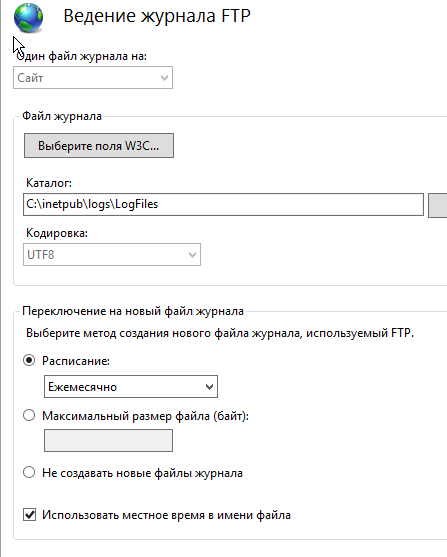 Ведение журнала FTP
Один файл журнала на:
Сайт
Файл журнала
Выберите поля W3C...
Каталог:
C:\inetpub\logs\LogFiles
Кодировка:
UTF8
Переключение на новый файл журнала
Выберите метод создания нового файла журнала, используемый FTP.
Расписание:
Ежемесячно
Максимальный размер файла (байт):
Не создавать новые файлы журнала
Использовать местное время в имени файла